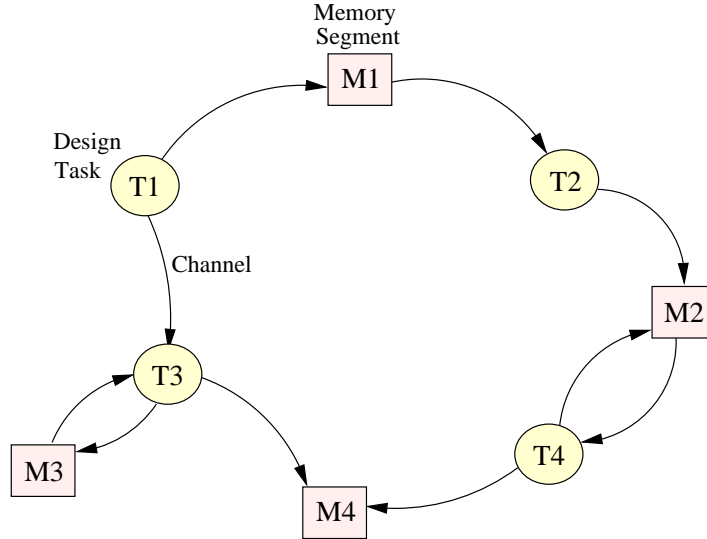 Memory
Segment
M1
Design
Task
T1
T2
Channel
M2
T3
T4
M3
M4